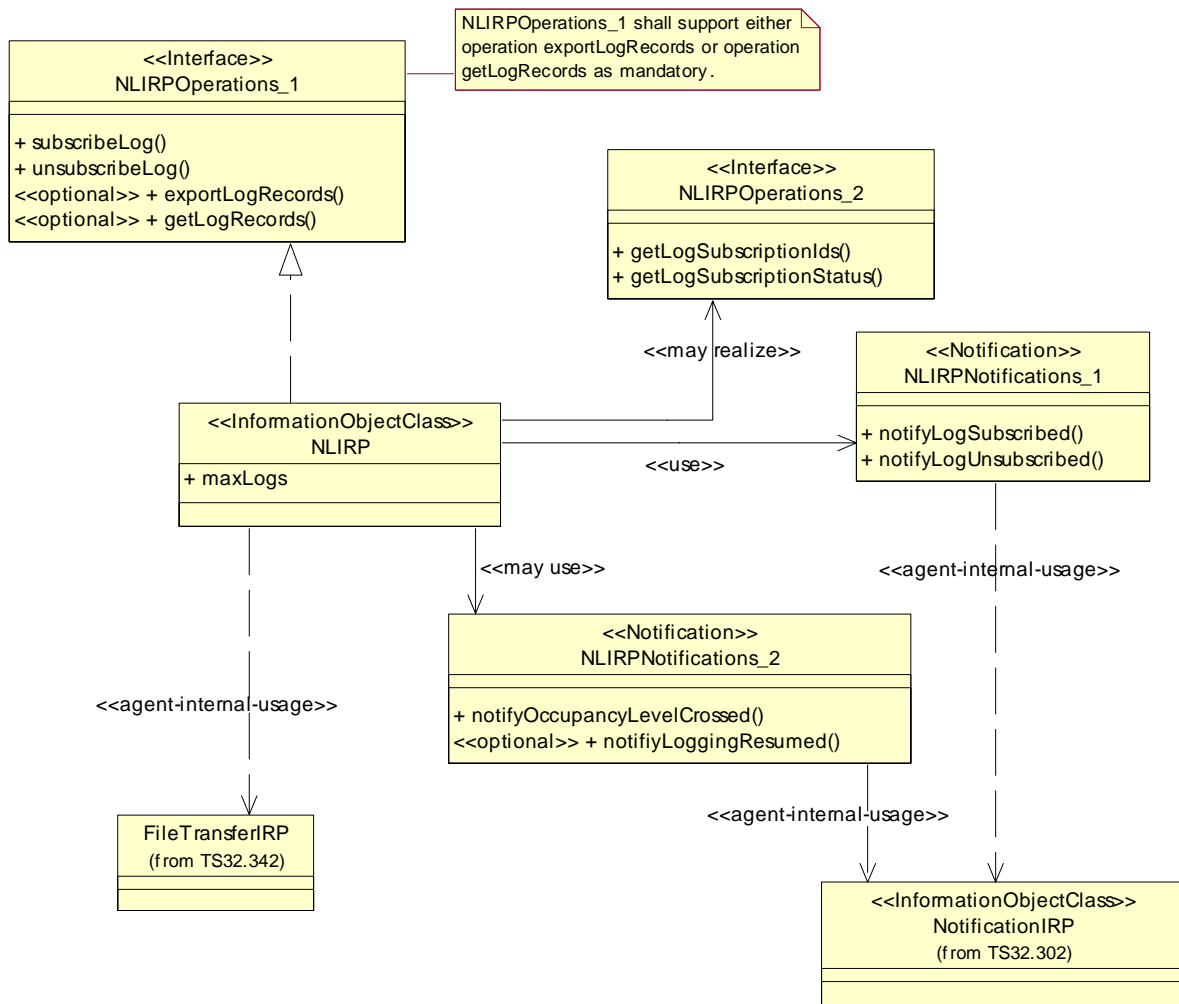 NLIRPOperations_1 shall support either
operation exportLogRecords or operation
getLogRecords as mandatory.
<<Interface>>
NLIRPOperations_1
+ subscribeLog()
+ unsubscribeLog()
<<optional>> + exportLogRecords()
<<optional>> + getLogRecords()
<<Interface>>
NLIRPOperations_2
+ getLogSubscriptionIds()
+ getLogSubscriptionStatus()
<<may realize>>
<<Notification>>
NLIRPNotifications_1
+ notifyLogSubscribed()
+ notifyLogUnsubscribed()
<<InformationObjectClass>>
NLIRP
+ maxLogs
<<use>>
<<may use>>
<<agent-internal-usage>>
<<Notification>>
NLIRPNotifications_2
+ notifyOccupancyLevelCrossed()
<<optional>> + notifiyLoggingResumed()
<<agent-internal-usage>>
<<agent-internal-usage>>
FileTransferIRP
(from TS32.342)
<<InformationObjectClass>>
NotificationIRP
(from TS32.302)